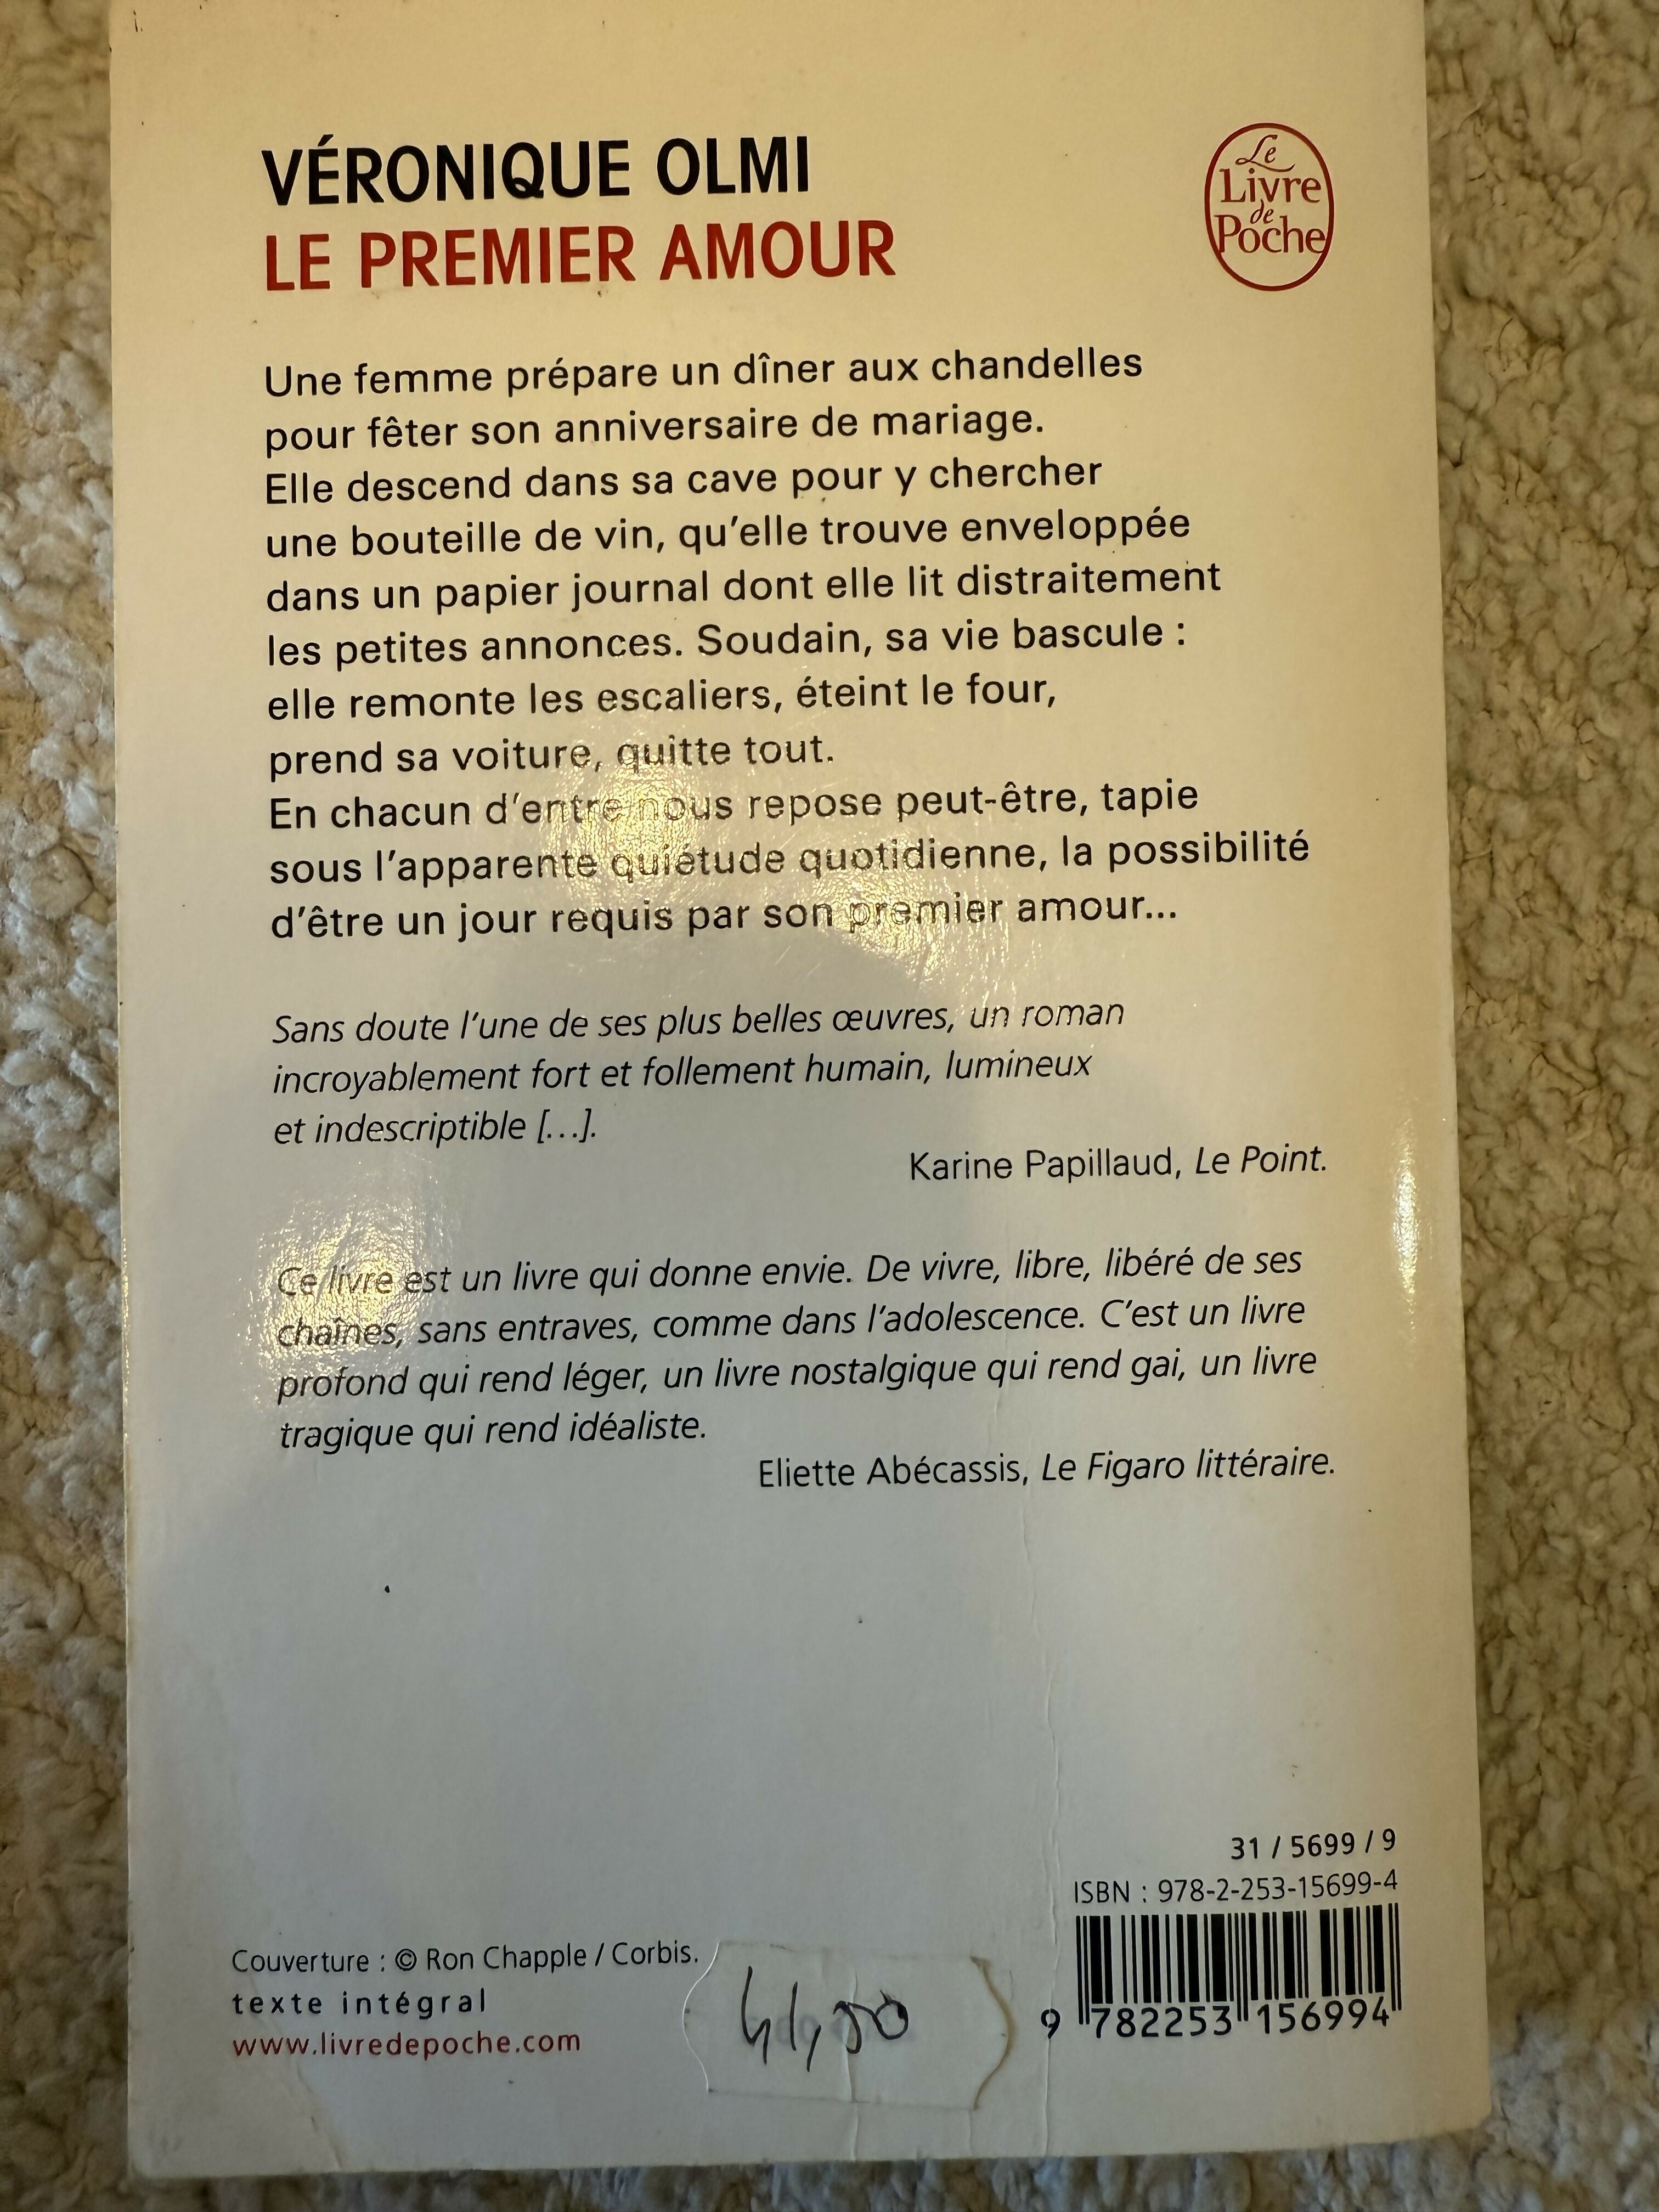 VÉRONIQUE OLMI
LE PREMIER AMOUR
Le
Livre
de
Poche
Une femme prépare un dîner aux chandelles
pour fêter son anniversaire de mariage.
Elle descend dans sa cave pour y chercher
une bouteille de vin, qu'elle trouve enveloppée
dans un papier journal dont elle lit distraitement
les petites annonces. Soudain, sa vie bascule :
elle remonte les escaliers, éteint le four,
prend sa voiture, quitte tout.
En chacun d'entre nous repose peut-être, tapie
sous l'apparente quiétude quotidienne, la possibilité
d'être un jour requis par son premier amour...
Sans doute l'une de ses plus belles œuvres, un roman
incroyablement fort et follement humain, lumineux
et indescriptible [...].
Karine Papillaud, Le Point.
Ce livre est un livre qui donne envie. De vivre, libre, libéré de ses
chaînes, sans entraves, comme dans l'adolescence. C'est un livre
profond qui rend léger, un livre nostalgique qui rend gai, un livre
tragique qui rend idéaliste.
Eliette Abécassis, Le Figaro littéraire.
31 / 5699 / 9
ISBN : 978-2-253-15699-4
9 782253 156994
Couverture : © Ron Chapple / Corbis.
texte intégral
www.livredepoche.com